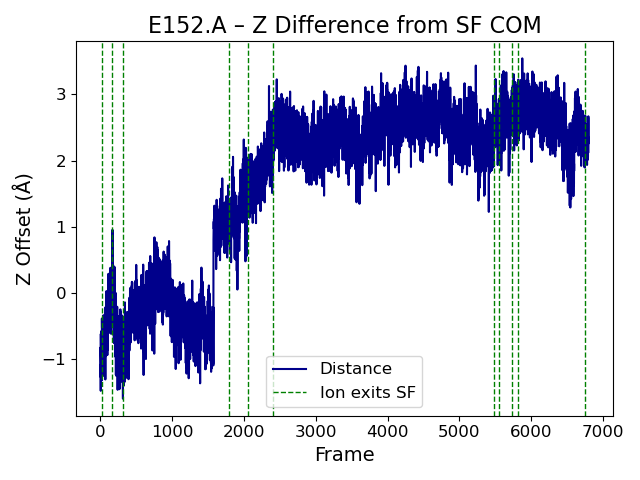 E152.A – Z Difference from SF COM
Z Offset (Å)
3
2
1
0
−1
Distance
Ion exits SF
0 1000 2000 3000 4000 5000 6000 7000
Frame